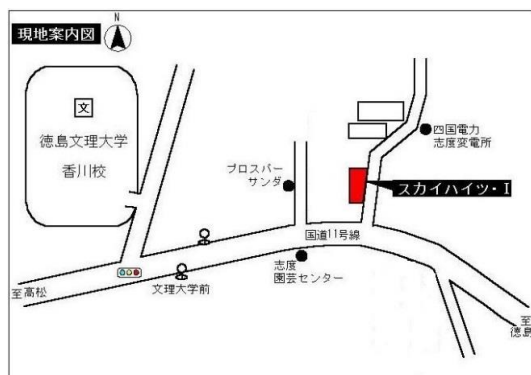 現地案内図
N
文
徳島文理大学
香川校
プロスパー
サンダ
四国電力
志度変電所
スカイハイツ・I
国道11号線
志度
園芸センター
文理大学前
至高松
至
徳島